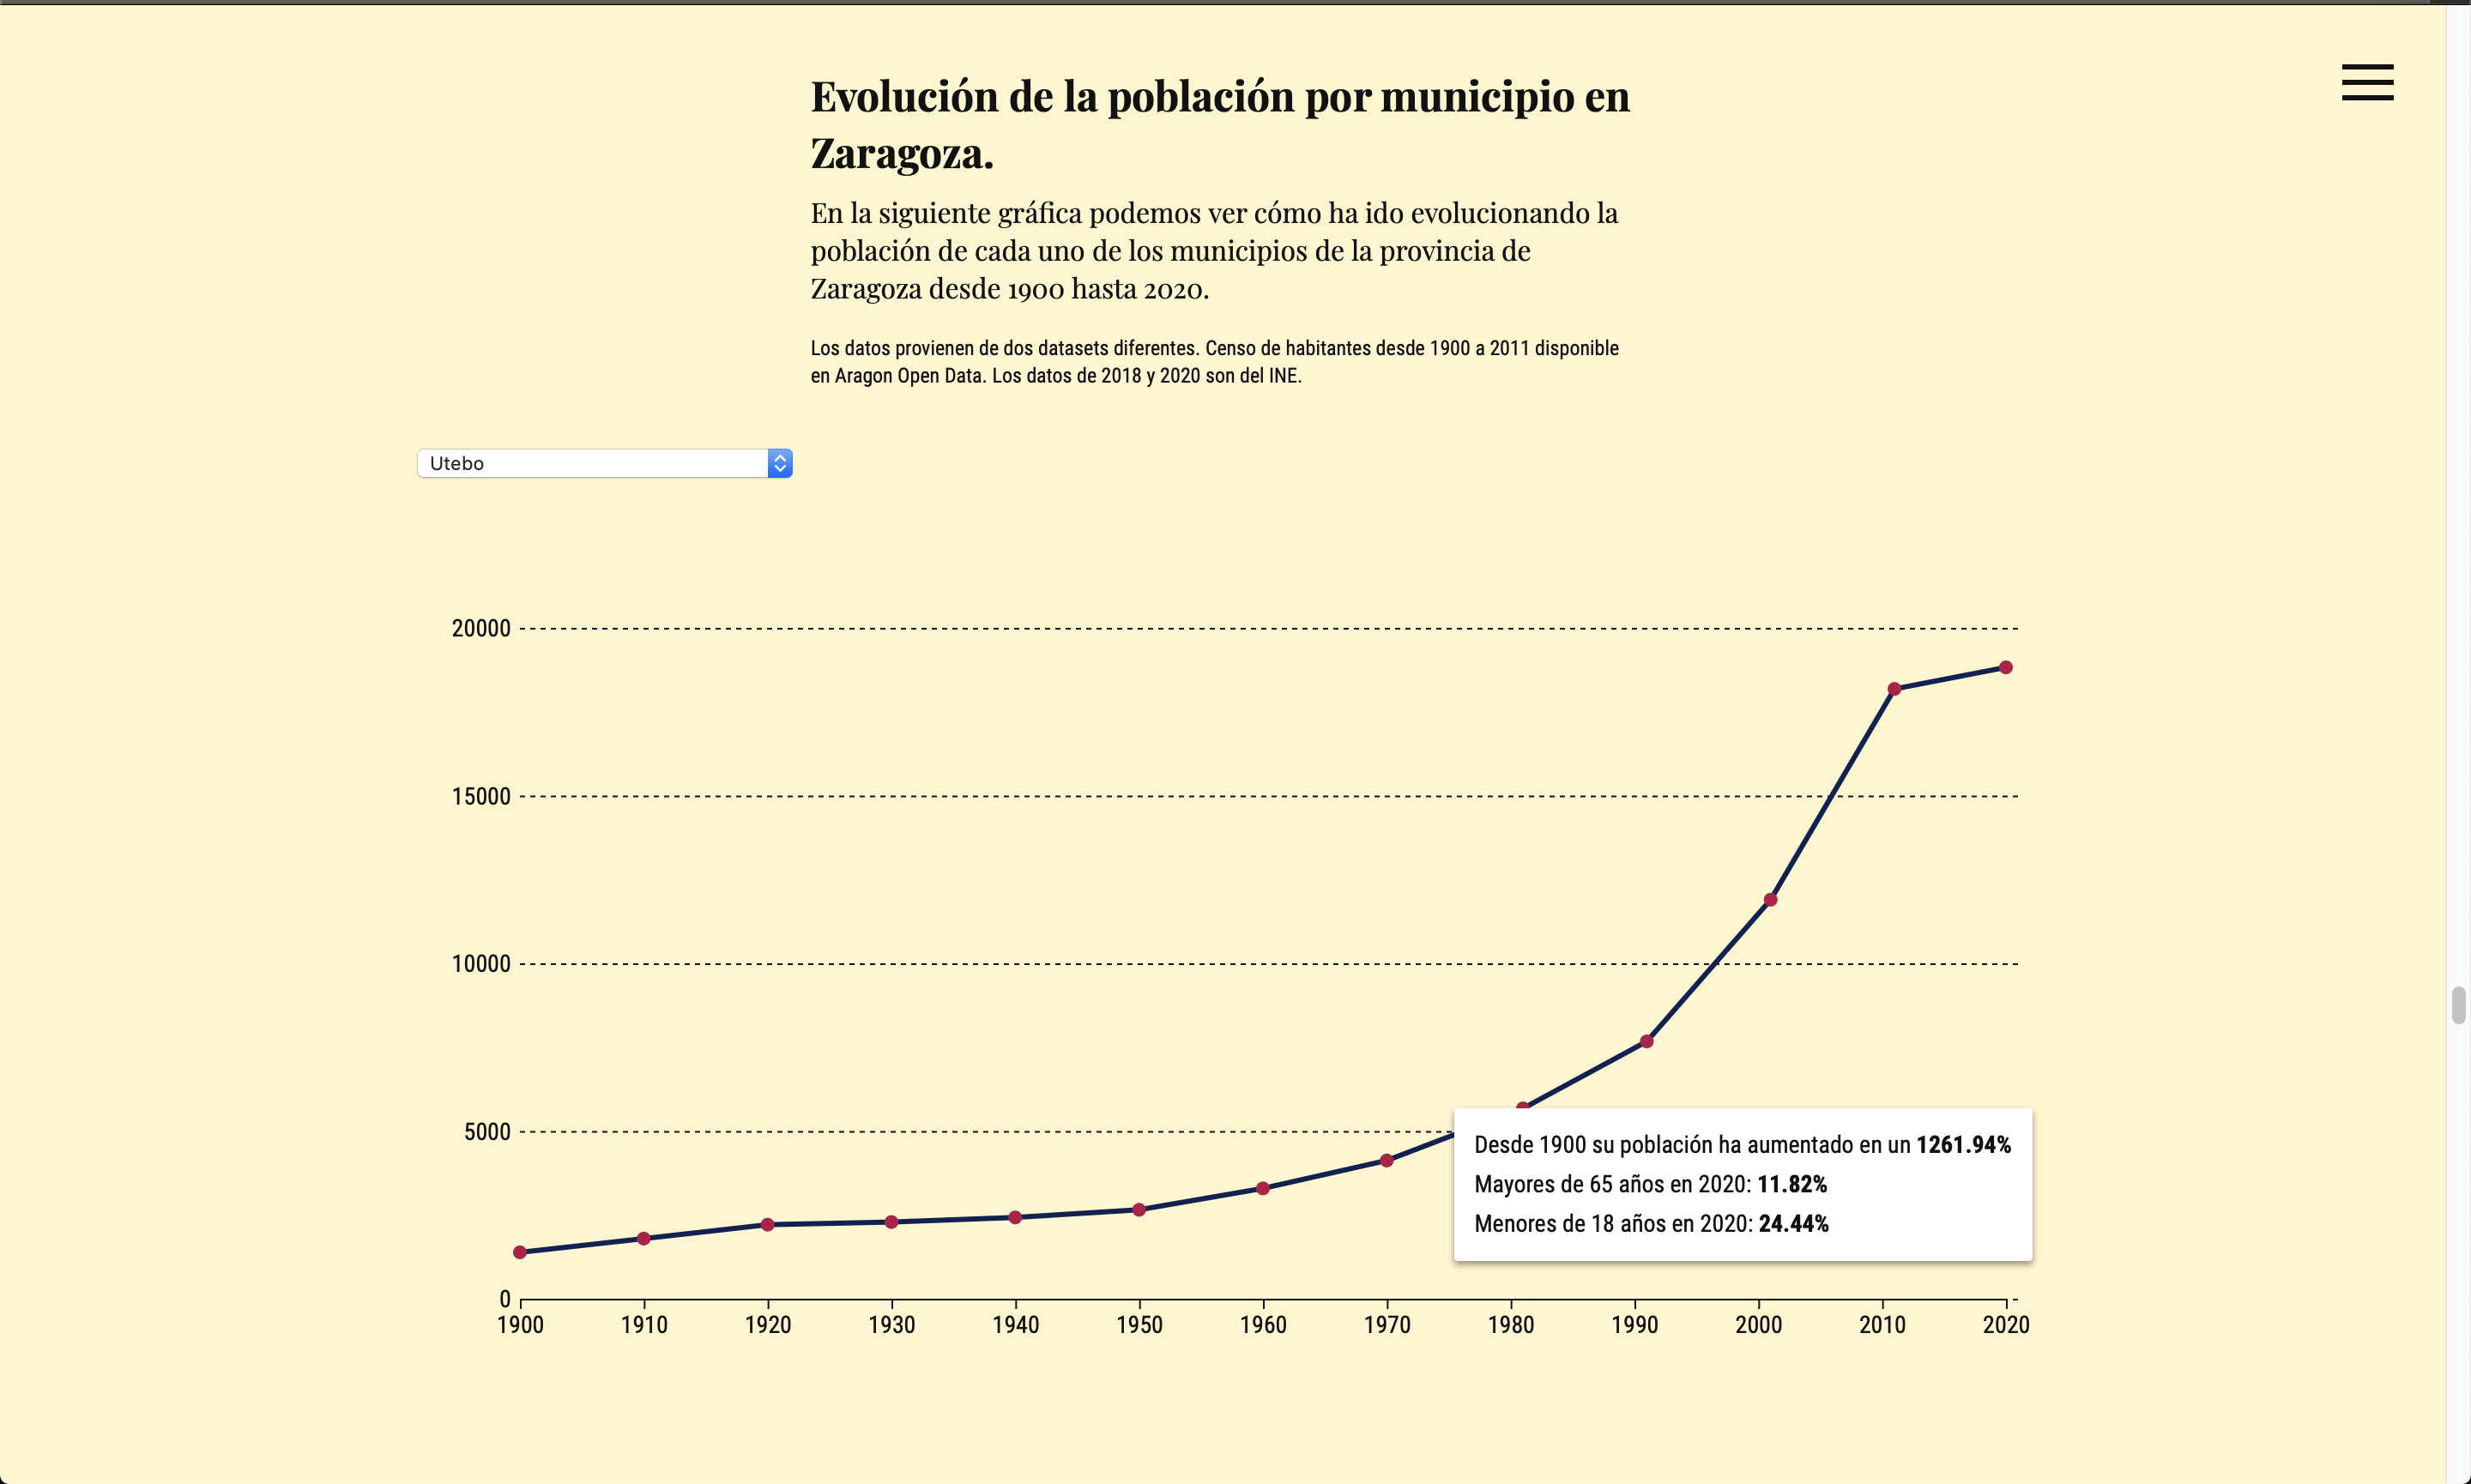 Evolución de la población por municipio en
Zaragoza.
En la siguiente gráfica podemos ver cómo ha ido evolucionando la
población de cada uno de los municipios de la provincia de
Zaragoza desde 1900 hasta 2020.
Los datos provienen de dos datasets diferentes. Censo de habitantes desde 1900 a 2011 disponible
en Aragon Open Data. Los datos de 2018 y 2020 son del INE.
Utebo
20000
15000
10000
5000
Desde 1900 su población ha aumentado en un 1261.94%
Mayores de 65 años en 2020: 11.82%
Menores de 18 años en 2020: 24.44%
0
1900 1910 1920 1930 1940 1950 1960 1970 1980 1990 2000 2010 2020